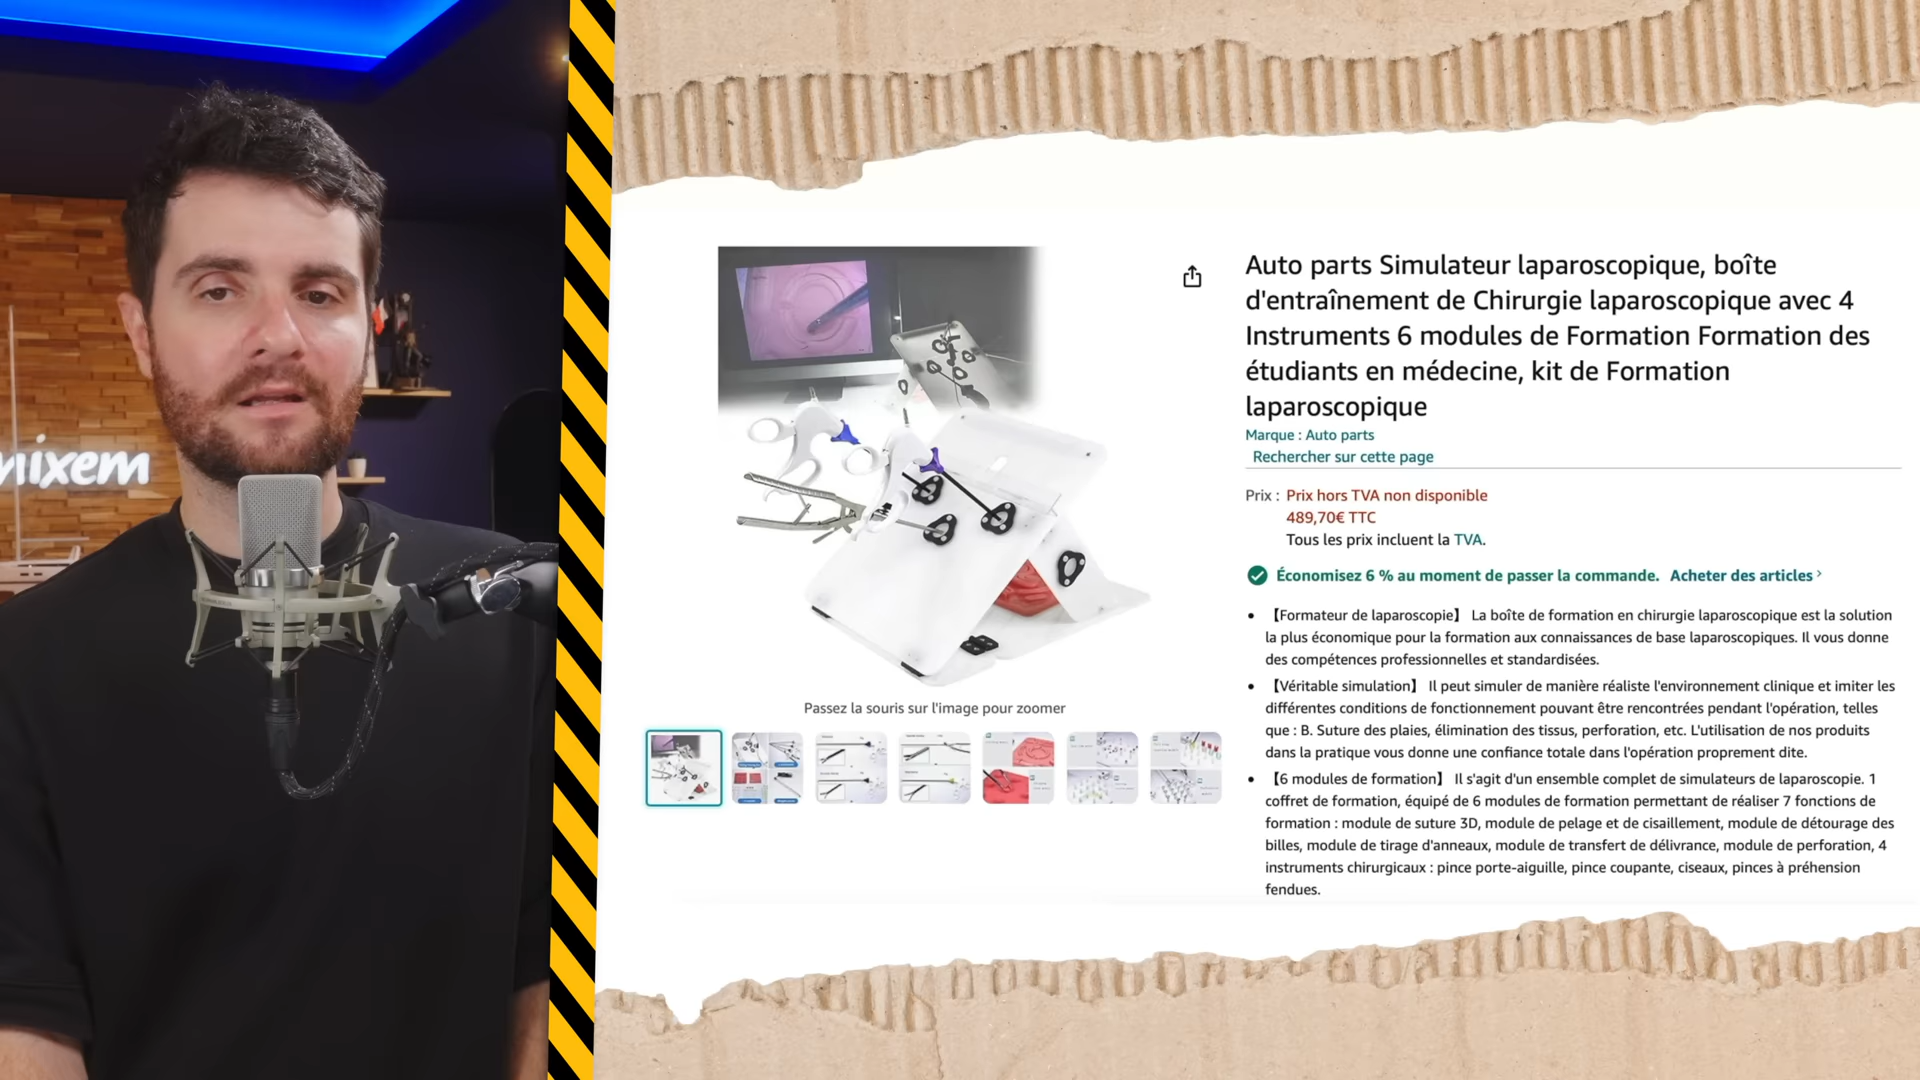 mixem
Auto parts Simulateur laparoscopique, boîte
d'entraînement de Chirurgie laparoscopique avec 4
Instruments 6 modules de Formation Formation des
étudiants en médecine, kit de Formation
laparoscopique
Marque : Auto parts
Rechercher sur cette page
Prix : Prix hors TVA non disponible
489,70€ TTC
Tous les prix incluent la TVA.
Économisez 6 % au moment de passer la commande. Acheter des articles ›
• 【Formateur de laparoscopie】 La boîte de formation en chirurgie laparoscopique est la solution
la plus économique pour la formation aux connaissances de base laparoscopiques. Il vous donne
des compétences professionnelles et standardisées.
• 【Véritable simulation】 Il peut simuler de manière réaliste l'environnement clinique et imiter les
différentes conditions de fonctionnement pouvant être rencontrées pendant l'opération, telles
que : B. Suture des plaies, élimination des tissus, perforation, etc. L'utilisation de nos produits
dans la pratique vous donne une confiance totale dans l'opération proprement dite.
• 【6 modules de formation】 Il s'agit d'un ensemble complet de simulateurs de laparoscopie. 1
coffret de formation, équipé de 6 modules de formation permettant de réaliser 7 fonctions de
formation : module de suture 3D, module de pelage et de cisaillement, module de détourage des
billes, module de tirage d'anneaux, module de transfert de délivrance, module de perforation, 4
instruments chirurgicaux : pince porte-aiguille, pince coupante, ciseaux, pinces à préhension
fendues.
Passez la souris sur l'image pour zoomer